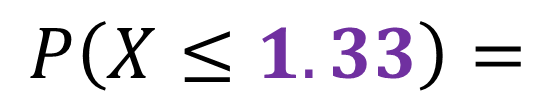 P(X ≤ 1.33) =